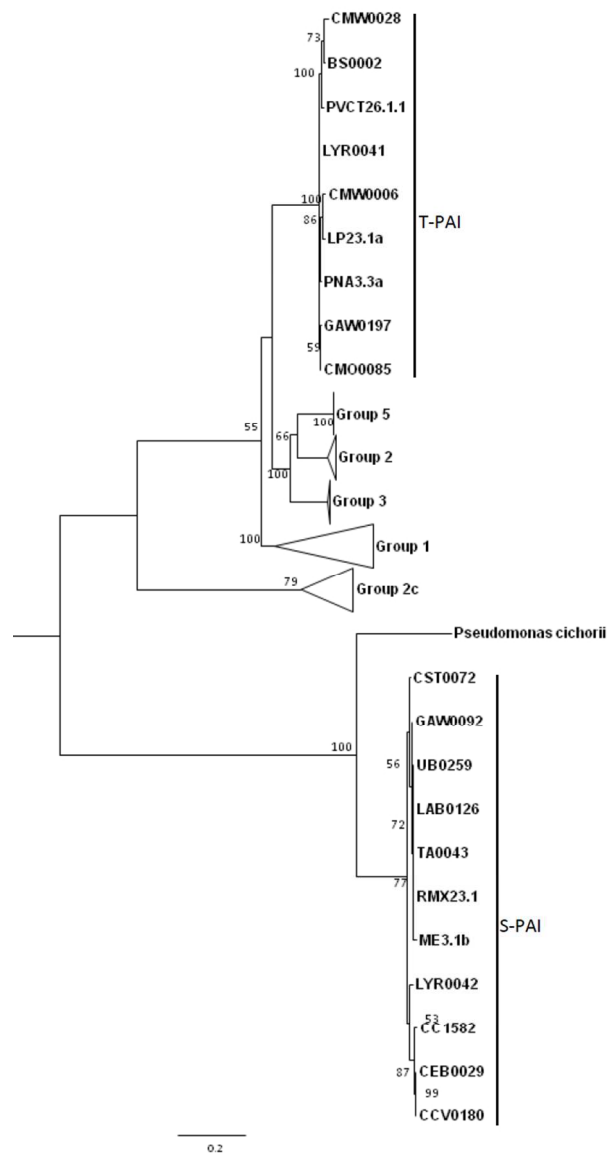 CMW0028
73
BS0002
100
PVCT26.1.1
LYR0041
CMW0006
100
86
T-PAI
LP23.1a
PNA3.3a
GAW0197
59
CMO0085
Group 5
100
55
66
Group 2
100
Group 3
100
Group 1
79
Group 2c
Pseudomonas cichorii
CST0072
GAW0092
100
56
UB0259
LAB0126
72
TA0043
77
RMX23.1
S-PAI
ME3.1b
LYR0042
53
CC1582
87
CEB0029
99
CCV0180
0.2